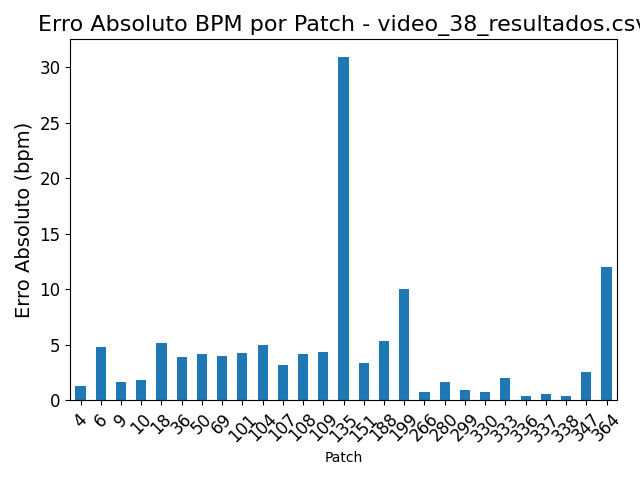 Erro Absoluto BPM por Patch - video_38_resultados.csv
Erro Absoluto (bpm)
30
25
20
15
10
5
0
4 6 9 10 18 36 50 69 101 104 107 108 109 135 151 188 199 266 280 299 330 333 336 337 338 347 364
Patch